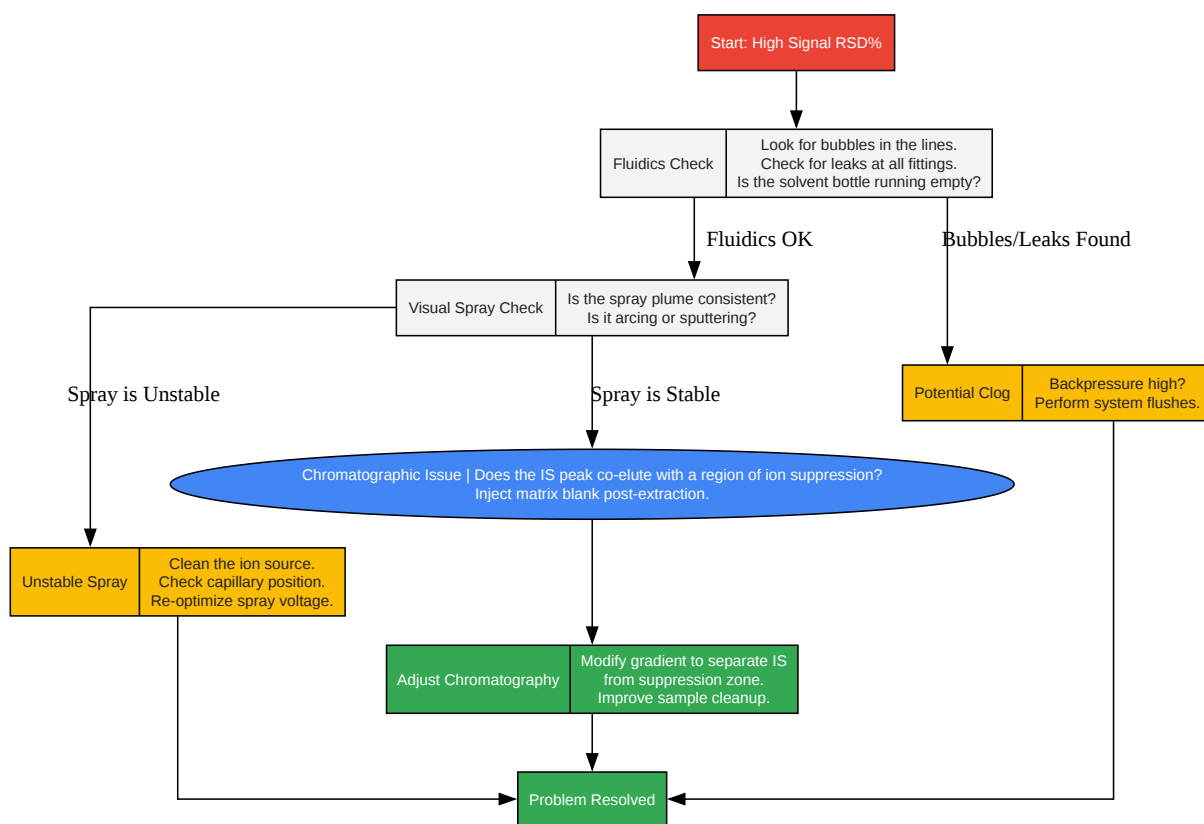 Start: High Signal RSD%
Fluidics Check
Look for bubbles in the lines.
Check for leaks at all fittings.
Is the solvent bottle running empty?
Fluidics OK
Bubbles/Leaks Found
Visual Spray Check
Is the spray plume consistent?
Is it arcing or sputtering?
Spray is Unstable
Spray is Stable
Potential Clog
Backpressure high?
Perform system flushes.
Chromatographic Issue | Does the IS peak co-elute with a region of ion suppression?
Inject matrix blank post-extraction.
Unstable Spray
Clean the ion source.
Check capillary position.
Re-optimize spray voltage.
Adjust Chromatography
Modify gradient to separate IS
from suppression zone.
Improve sample cleanup.
Problem Resolved